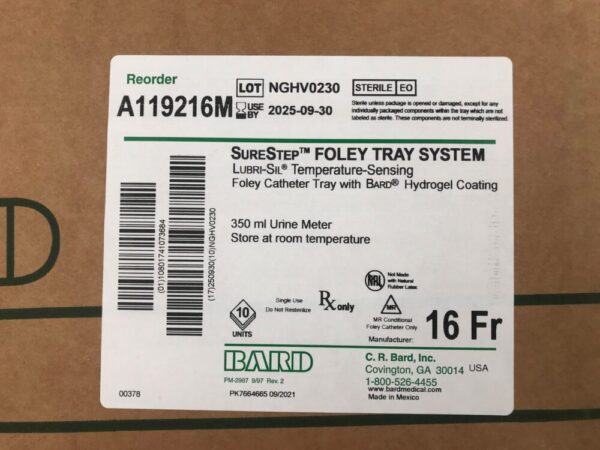 Reorder
A119216M
LOT NGHV0230
USE BY 2025-09-30
STERILE EO
Sterile unless package is opened or damaged, except for any
individually packaged components within the tray which are not
labeled as sterile. These components are not terminally sterilized.
SURESTEP™ FOLEY TRAY SYSTEM
LUBRI-SIL® Temperature-Sensing
Foley Catheter Tray with BARD® Hydrogel Coating
350 ml Urine Meter
Store at room temperature
(01)10801741073684
(17)250930(10)NGHV0230
10
UNITS
Single Use
Do Not Resterilize
Rx only
NRL
Not Made
with Natural
Rubber Latex
MR
MR Conditional
Foley Catheter Only
16 Fr
Manufacturer:
BARD
C. R. Bard, Inc.
Covington, GA 30014 USA
1-800-526-4455
www.bardmedical.com
Made in Mexico
PM-2987 9/97 Rev. 2
00378
PK7664665 09/2021
D